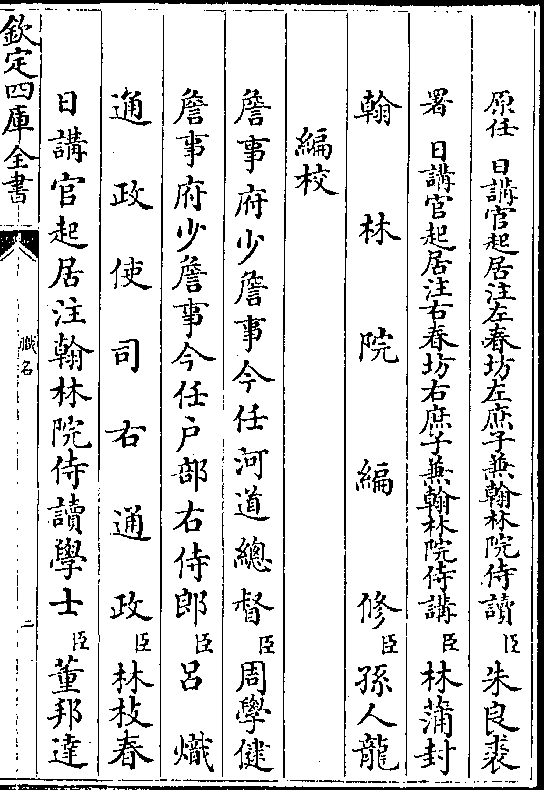 原任 日講官起居注左春坊左庶子兼翰林院侍讀臣朱良裘
署 日講官起居注右春坊右庶子兼翰林院侍講臣林蒲封
翰林院編修臣孫人龍
編校
詹事府少詹事今任河道總督臣周學健
詹事府少詹事今任戶部右侍郎臣呂熾
通政使司右通政臣林枚春
日講官起居注翰林院侍讀學士臣董邦達
欽定四庫全書
職名
二